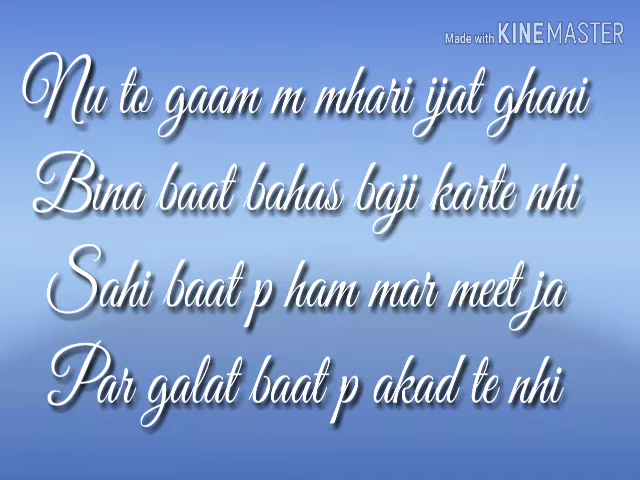 Made with KINEMASTER
Nu to gaam m mhari ijat ghani
Bina baat bahas baji karte nhi
Sahi baat p ham mar meet ja
Par galat baat p akad te nhi